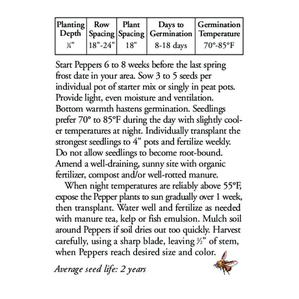 Planting Depth ¼"
Row Spacing 18"-24"
Plant Spacing 18"
Days to Germination 8-18 days
Germination Temperature 70°-85°F
Start Peppers 6 to 8 weeks before the last spring
frost date in your area. Sow 3 to 5 seeds per
individual pot of starter mix or singly in peat pots.
Provide light, even moisture and ventilation.
Bottom warmth hastens germination. Seedlings
prefer 70° to 85°F during the day with slightly cool-
er temperatures at night. Individually transplant the
strongest seedlings to 4" pots and fertilize weekly.
Do not allow seedlings to become root-bound.
Amend a well-draining, sunny site with organic
fertilizer, compost and/or well-rotted manure.
When night temperatures are reliably above 55°F,
expose the Pepper plants to sun gradually over 1 week,
then transplant. Water well and fertilize as needed
with manure tea, kelp or fish emulsion. Mulch soil
around Peppers if soil dries out too quickly. Harvest
carefully, using a sharp blade, leaving ½" of stem,
when Peppers reach desired size and color.
Average seed life: 2 years